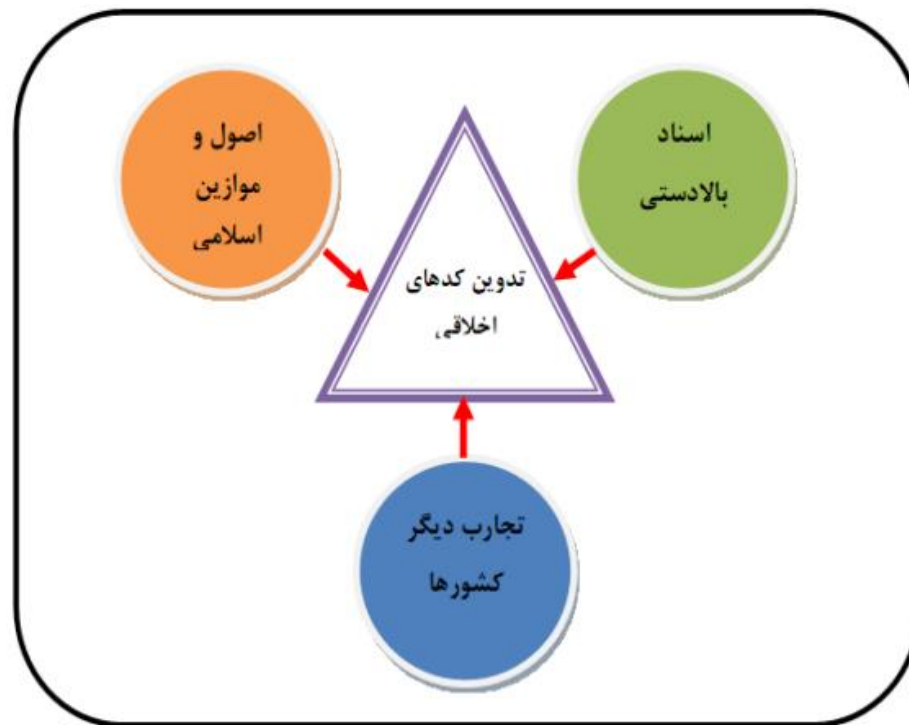 اسناد
بالادستی
اصول و
موازین
اسلامی
تدوین کدهای
اخلاقی
تجارب دیگر
کشورها